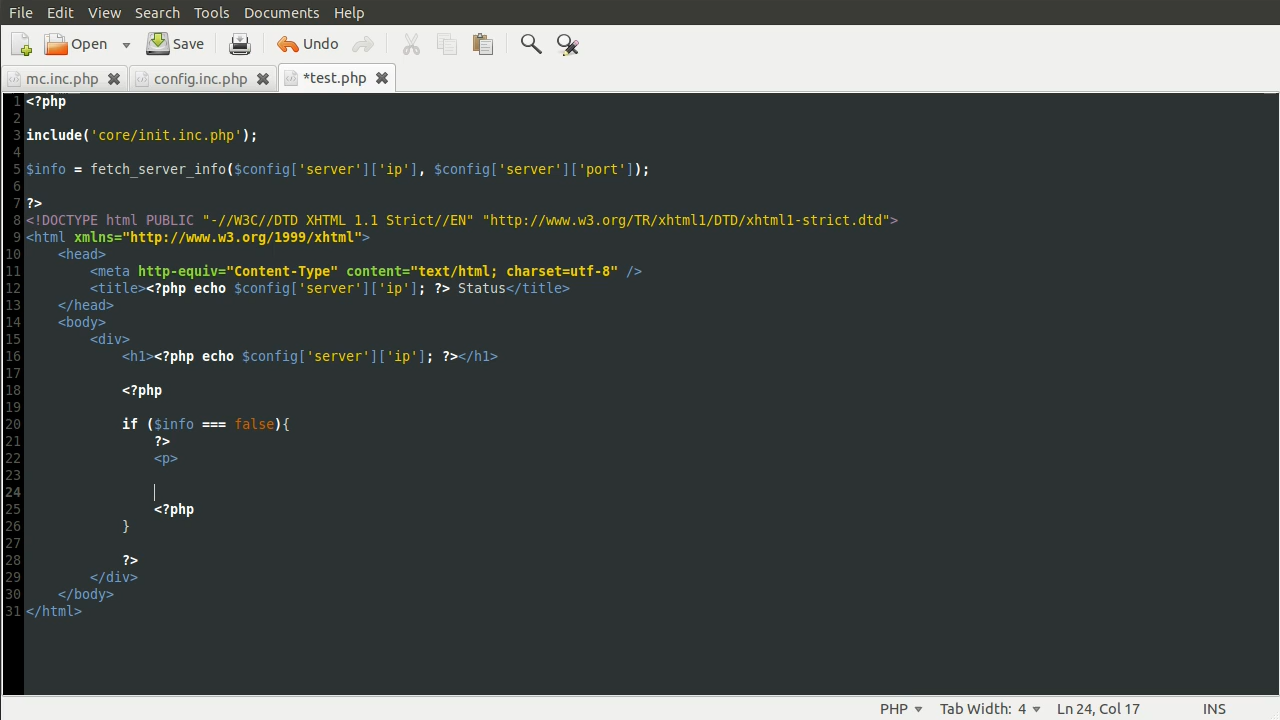 File Edit View Search Tools Documents Help
Open Save Undo
mc.inc.php config.inc.php *test.php
1 <?php
2
3 include('core/init.inc.php');
4
5 $info = fetch_server_info($config['server']['ip'], $config['server']['port']);
6
7 ?>
8 <!DOCTYPE html PUBLIC "-//W3C//DTD XHTML 1.1 Strict//EN" "http://www.w3.org/TR/xhtml1/DTD/xhtml1-strict.dtd">
9 <html xmlns="http://www.w3.org/1999/xhtml">
10 <head>
11 <meta http-equiv="Content-Type" content="text/html; charset=utf-8" />
12 <title><?php echo $config['server']['ip']; ?> Status</title>
13 </head>
14 <body>
15 <div>
16 <h1><?php echo $config['server']['ip']; ?></h1>
17
18 <?php
19
20 if ($info === false){
21 ?>
22 <p>
23
24
25 <?php
26 }
27
28 ?>
29 </div>
30 </body>
31 </html>
PHP Tab Width: 4 Ln 24, Col 17 INS